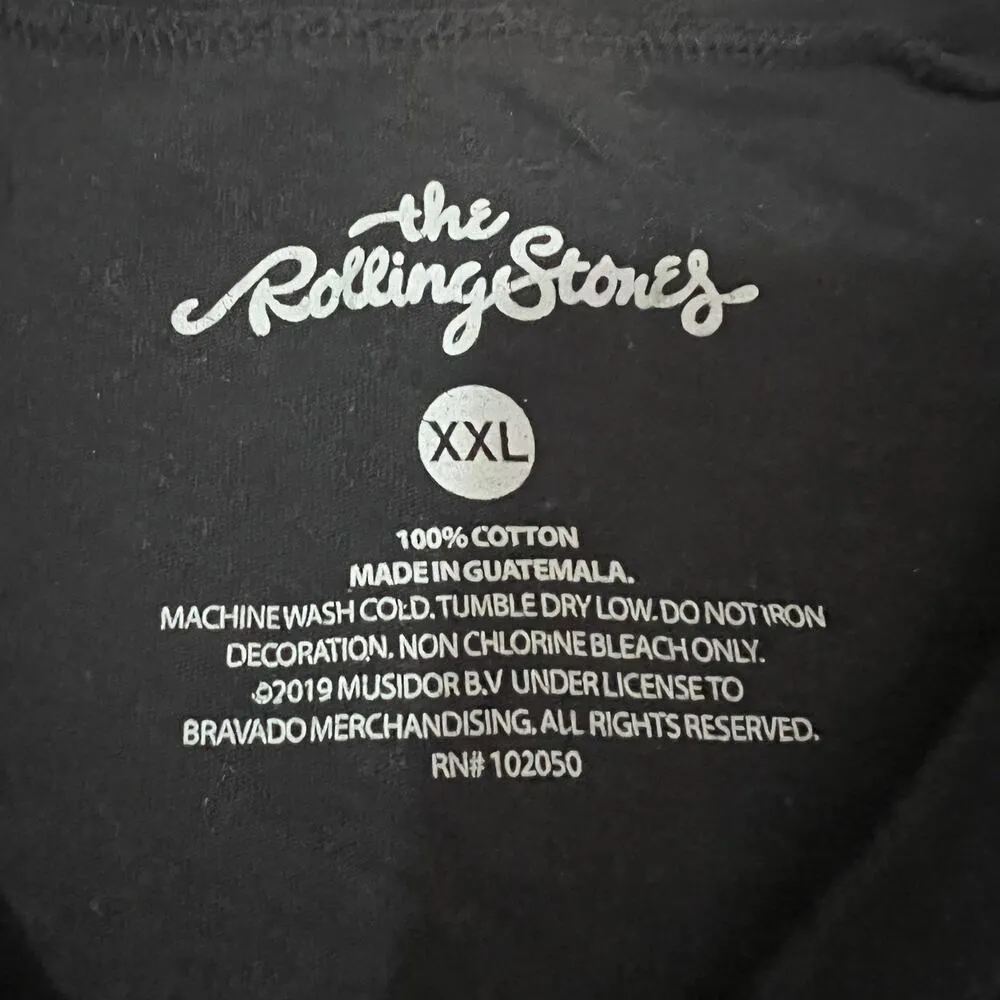 the
Rolling Stones
XXL
100% COTTON
MADE IN GUATEMALA.
MACHINE WASH COLD. TUMBLE DRY LOW. DO NOT IRON
DECORATION. NON CHLORINE BLEACH ONLY.
©2019 MUSIDOR B.V UNDER LICENSE TO
BRAVADO MERCHANDISING. ALL RIGHTS RESERVED.
RN# 102050